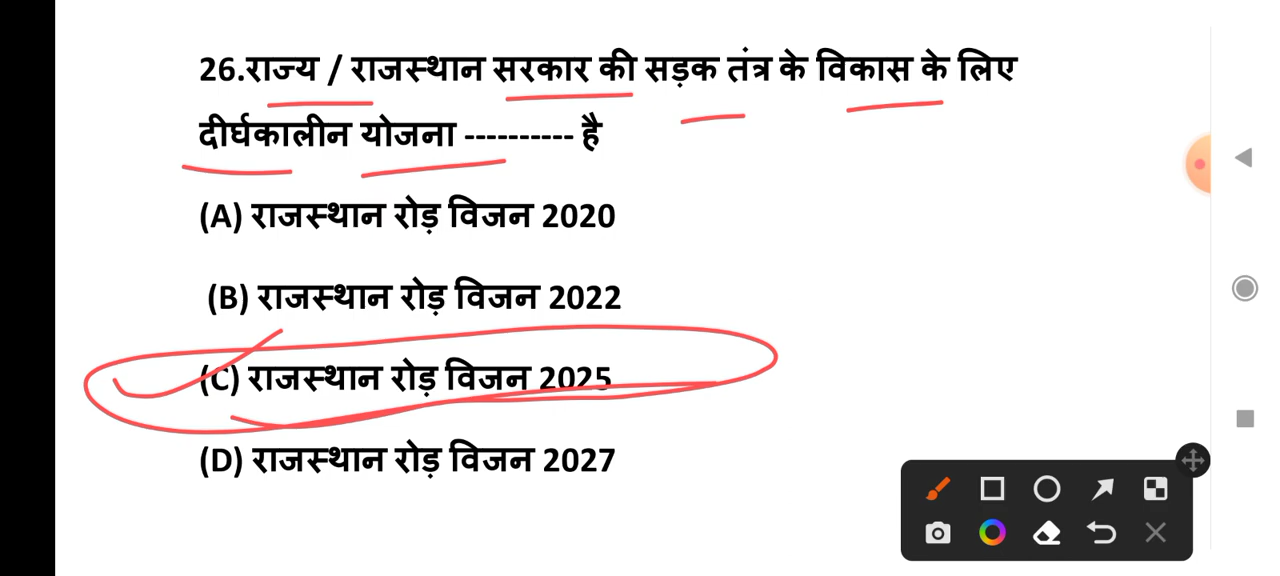 26.राज्य / राजस्थान सरकार की सड़क तंत्र के विकास के लिए
दीर्घकालीन योजना ---------- है
(A) राजस्थान रोड़ विजन 2020
(B) राजस्थान रोड़ विजन 2022
(C) राजस्थान रोड़ विजन 2025
(D) राजस्थान रोड़ विजन 2027